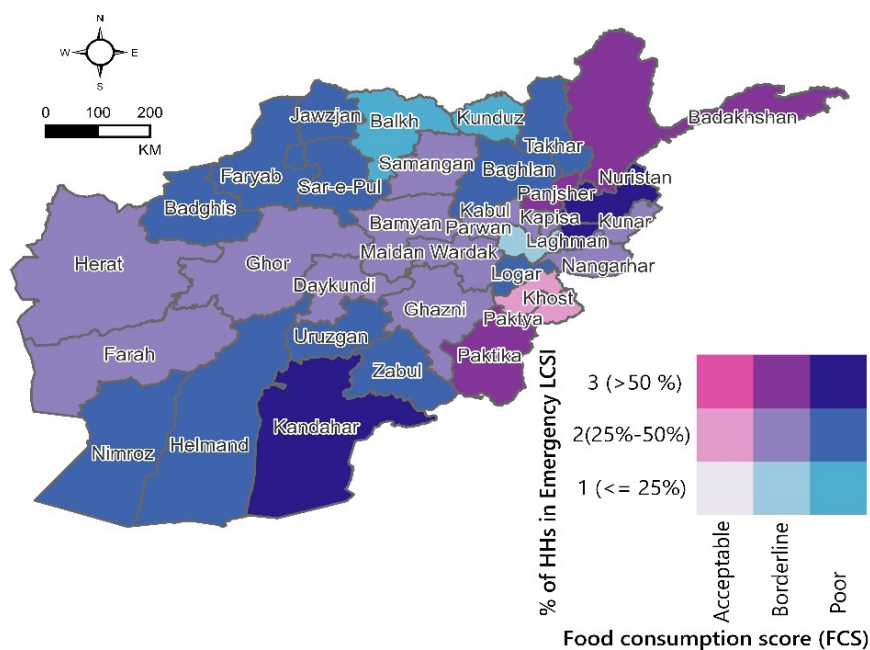 N
W E
S
0 100 200
KM
Jawzjan
Balkh
Kunduz
Badakhshan
Takhar
Samangan
Faryab
Sar-e-Pul
Baghlan
Nuristan
Panjsher
Badghis
Bamyan
Kabul
Kapisa
Kunar
Parwan
Laghman
Herat
Ghor
Maidan Wardak
Nangarhar
Logar
Daykundi
Khost
Ghazni
Paktya
Uruzgan
Farah
Zabul
Paktika
Kandahar
Nimroz
Helmand
% of HHs in Emergency LCSI
3 (>50 %)
2(25%-50%)
1 (<= 25%)
Acceptable
Borderline
Poor
Food consumption score (FCS)